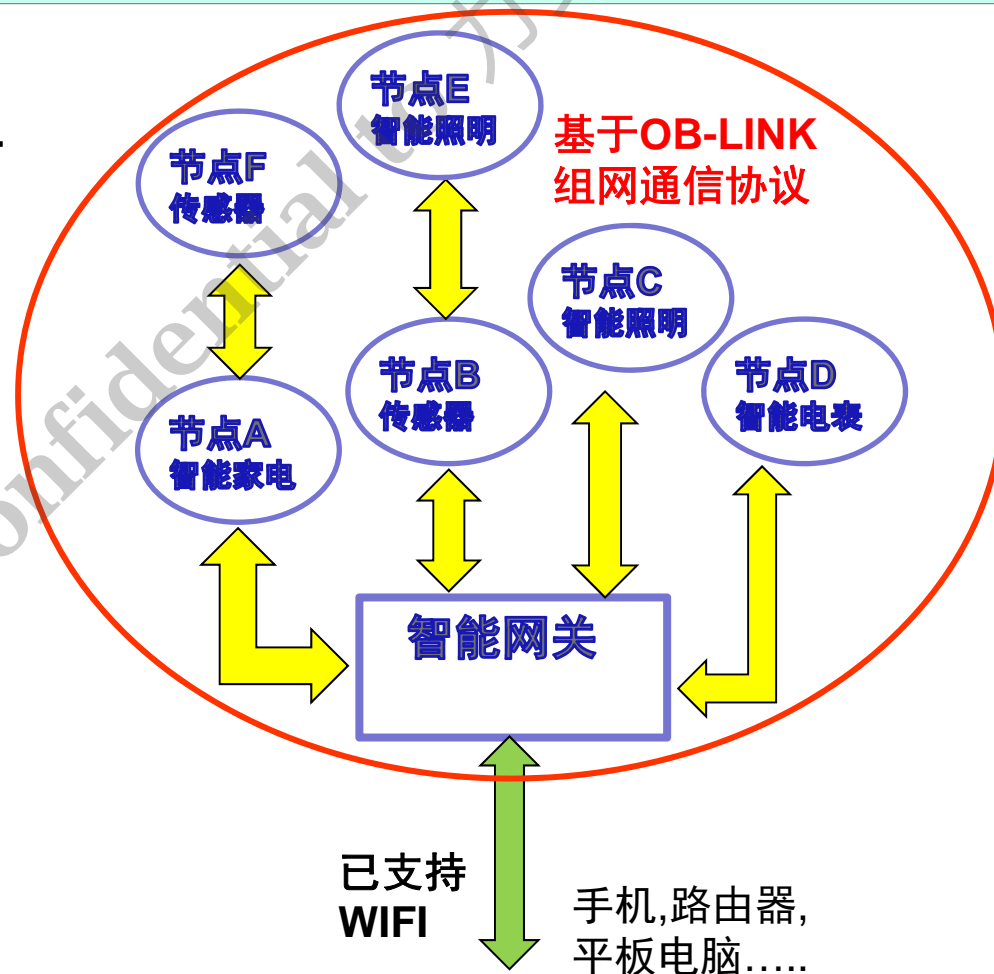 节点E
智能照明
基于OB-LINK
组网通信协议
节点F
传感器
节点C
智能照明
节点B
传感器
节点D
智能电表
节点A
智能家电
智能网关
已支持
WIFI
手机,路由器,
平板电脑.....
onfidential to